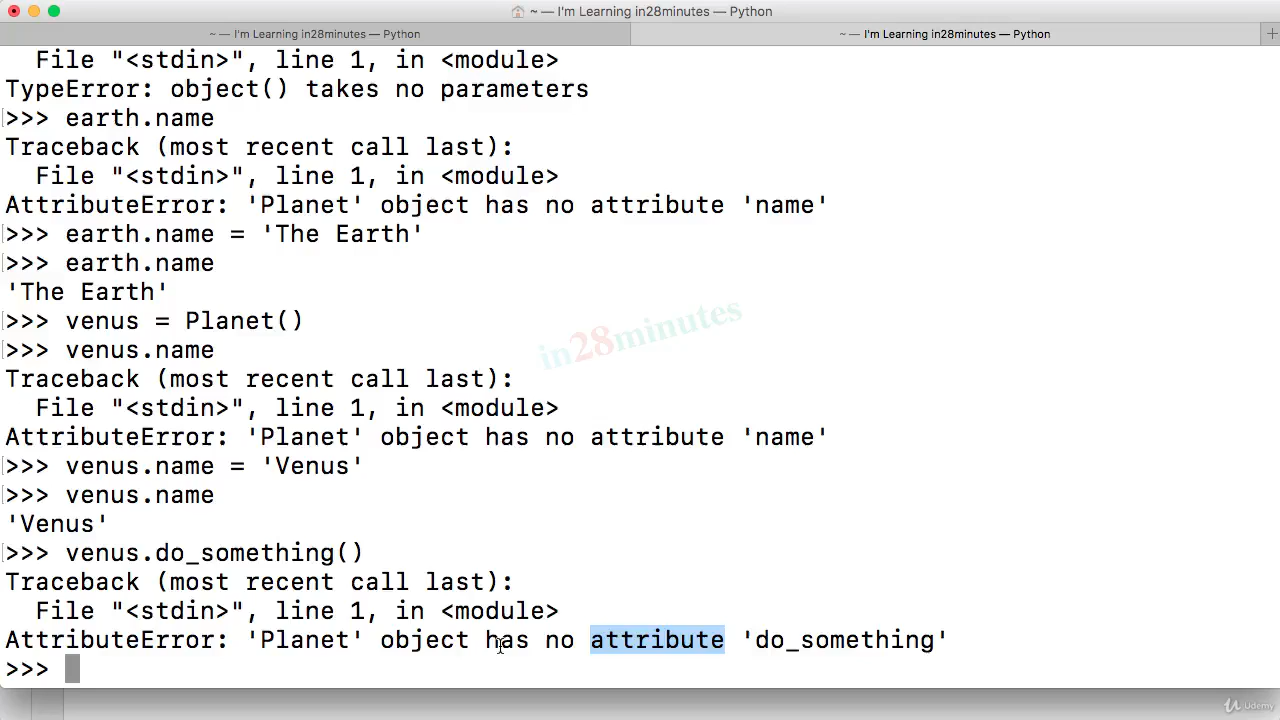 ~ — I'm Learning in28minutes — Python
~ — I'm Learning in28minutes — Python
~ — I'm Learning in28minutes — Python
  File "<stdin>", line 1, in <module>
TypeError: object() takes no parameters
>>> earth.name
Traceback (most recent call last):
  File "<stdin>", line 1, in <module>
AttributeError: 'Planet' object has no attribute 'name'
>>> earth.name = 'The Earth'
>>> earth.name
'The Earth'
>>> venus = Planet()
>>> venus.name
Traceback (most recent call last):
  File "<stdin>", line 1, in <module>
AttributeError: 'Planet' object has no attribute 'name'
>>> venus.name = 'Venus'
>>> venus.name
'Venus'
>>> venus.do_something()
Traceback (most recent call last):
  File "<stdin>", line 1, in <module>
AttributeError: 'Planet' object has no attribute 'do_something'
>>>
in28minutes
Udemy